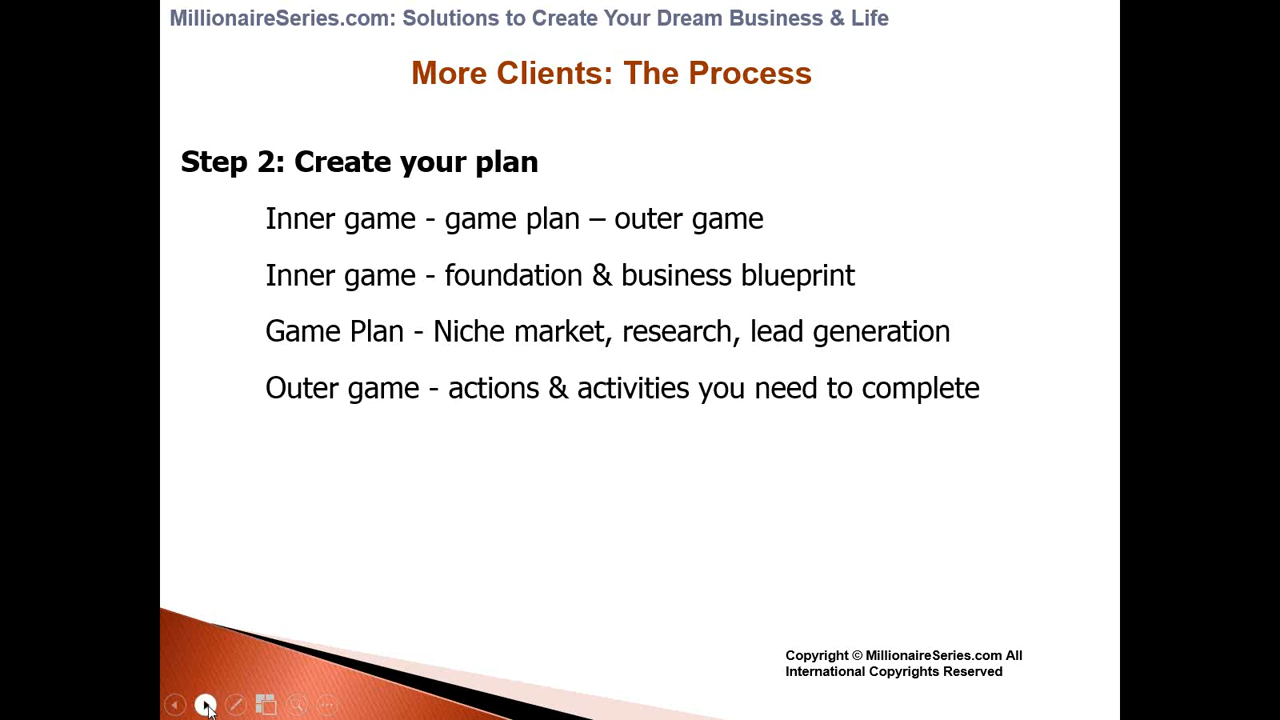 MillionaireSeries.com: Solutions to Create Your Dream Business & Life
More Clients: The Process
Step 2: Create your plan
Inner game - game plan – outer game
Inner game - foundation & business blueprint
Game Plan - Niche market, research, lead generation
Outer game - actions & activities you need to complete
Copyright © MillionaireSeries.com All
International Copyrights Reserved